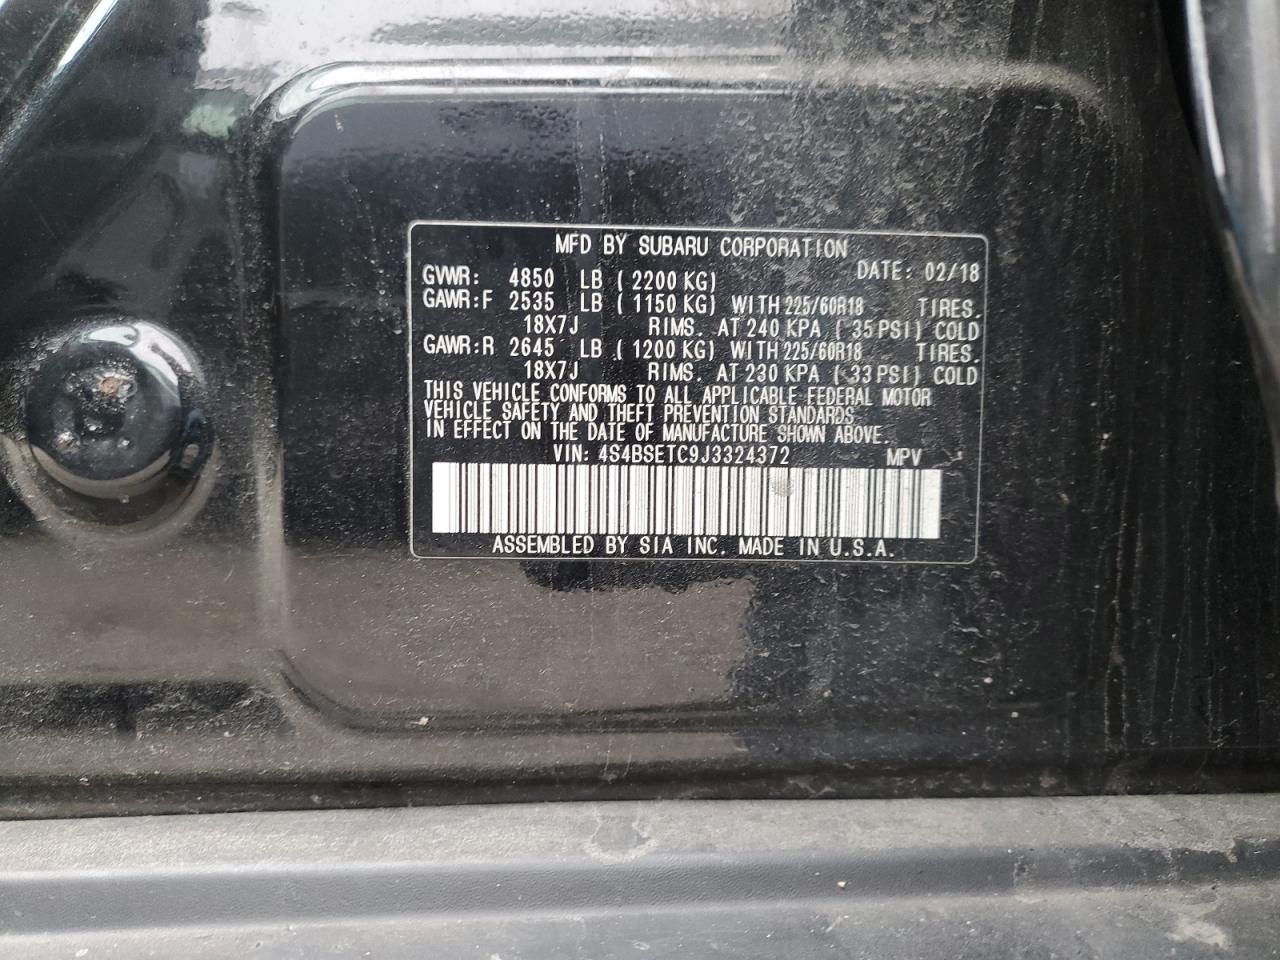 MFD BY SUBARU CORPORATION
DATE: 02/18
GVWR: 4850 LB ( 2200 KG)
GAWR:F 2535 LB ( 1150 KG) WITH 225/60R18 TIRES.
18X7J RIMS. AT 240 KPA ( 35 PSI) COLD
GAWR:R 2645 LB ( 1200 KG) WITH 225/60R18 TIRES.
18X7J RIMS. AT 230 KPA ( 33 PSI) COLD
THIS VEHICLE CONFORMS TO ALL APPLICABLE FEDERAL MOTOR
VEHICLE SAFETY AND THEFT PREVENTION STANDARDS
IN EFFECT ON THE DATE OF MANUFACTURE SHOWN ABOVE.
VIN: 4S4BSETC9J3324372 MPV
ASSEMBLED BY SIA INC. MADE IN U.S.A.